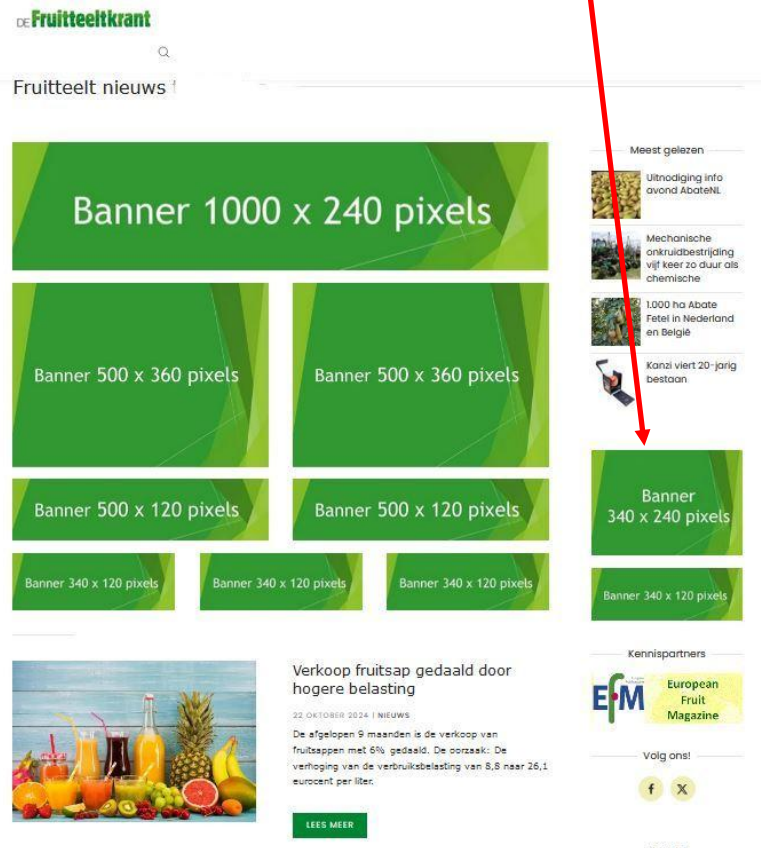 DE Fruitteeltkrant
Fruitteelt nieuws
Banner 1000 x 240 pixels
Banner 500 x 360 pixels
Banner 500 x 360 pixels
Banner 500 x 120 pixels
Banner 500 x 120 pixels
Banner 340 x 120 pixels
Banner 340 x 120 pixels
Banner 340 x 120 pixels
Meest gelezen
Uitnodiging info
avond AbateNL
Mechanische
onkruidbestrijding
vijf keer zo duur als
chemische
1.000 ha Abate
Fetel in Nederland
en België
Kanzi viert 20-jarig
bestaan
Banner
340 x 240 pixels
Banner 340 x 120 pixels
Kennispartners
EFM
European
Fruit
Magazine
Volg ons!
Verkoop fruitsap gedaald door
hogere belasting
22 OKTOBER 2024 | NIEUWS
De afgelopen 9 maanden is de verkoop van
fruitsappen met 6% gedaald. De oorzaak: De
verhoging van de verbruiksbelasting van 8,8 naar 26,1
eurocent per liter.
LEES MEER